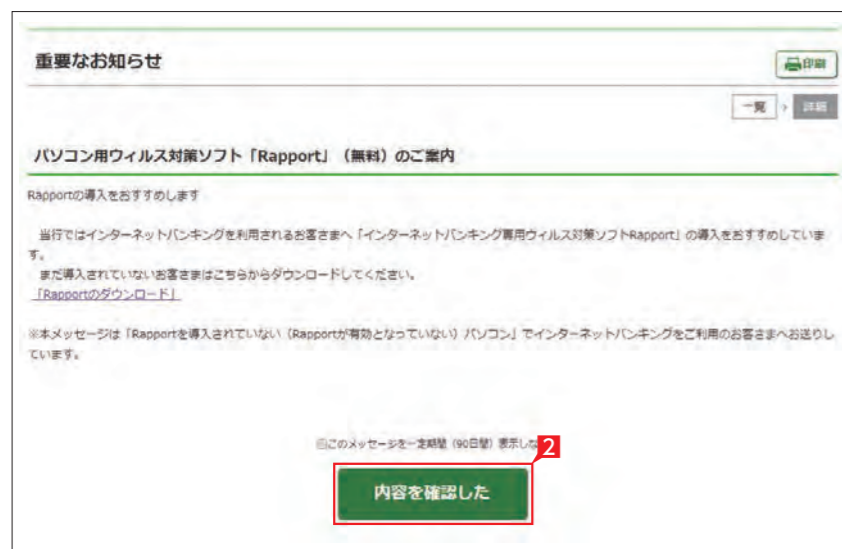 重要なお知らせ
印刷
一覧 > 詳細
パソコン用ウィルス対策ソフト「Rapport」（無料）のご案内
Rapportの導入をおすすめします
当行ではインターネットバンキングを利用されるお客さまへ「インターネットバンキング専用ウィルス対策ソフトRapport」の導入をおすすめしていま
す。
まだ導入されていないお客さまはこちらからダウンロードしてください。
「Rapportのダウンロード」
※本メッセージは「Rapportを導入されていない（Rapportが有効となっていない）パソコン」でインターネットバンキングをご利用のお客さまへお送りし
ています。
このメッセージを一定期間（90日間）表示しな
2
内容を確認した